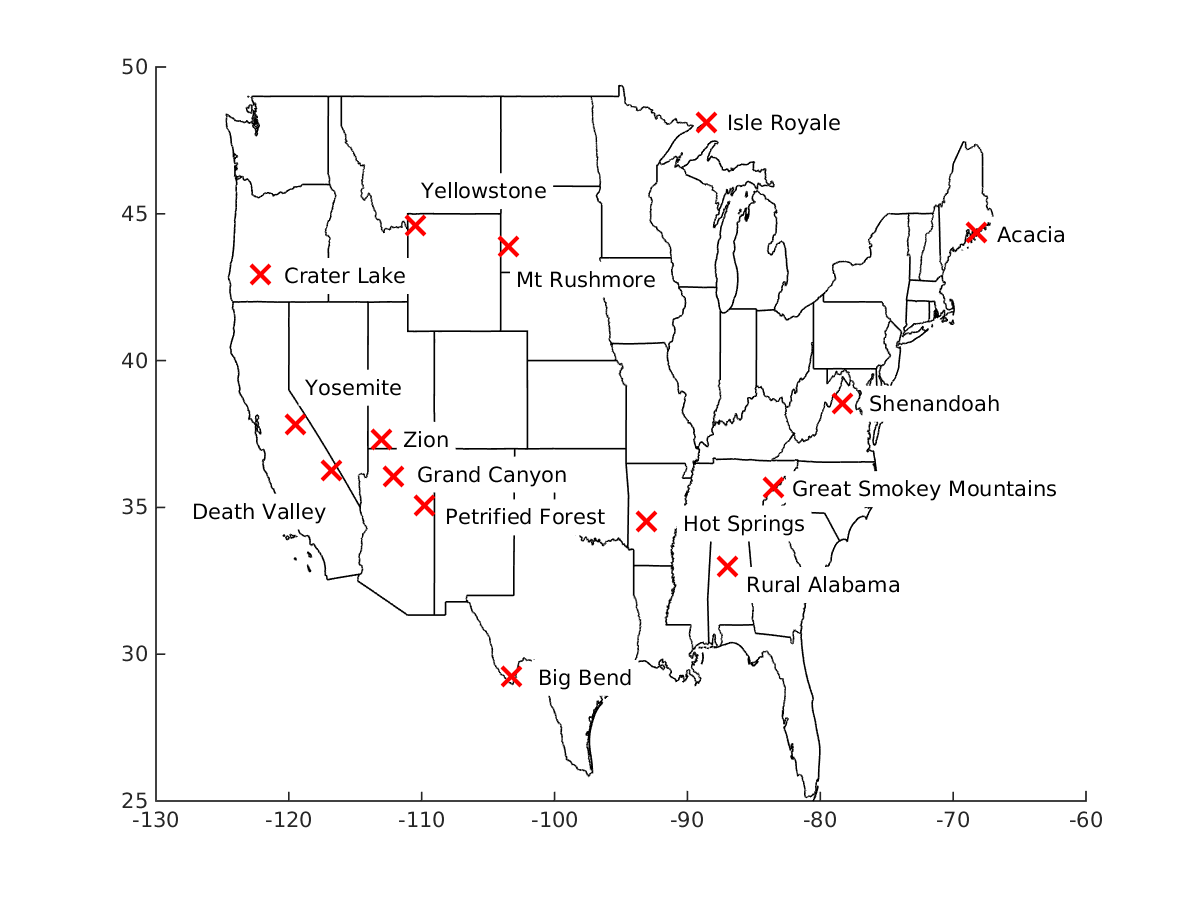 50
Isle Royale
Yellowstone
45
Acacia
Crater Lake
Mt Rushmore
40
Yosemite
Shenandoah
Zion
Grand Canyon
Great Smokey Mountains
35
Death Valley
Petrified Forest
Hot Springs
Rural Alabama
30
Big Bend
25
-130 -120 -110 -100 -90 -80 -70 -60